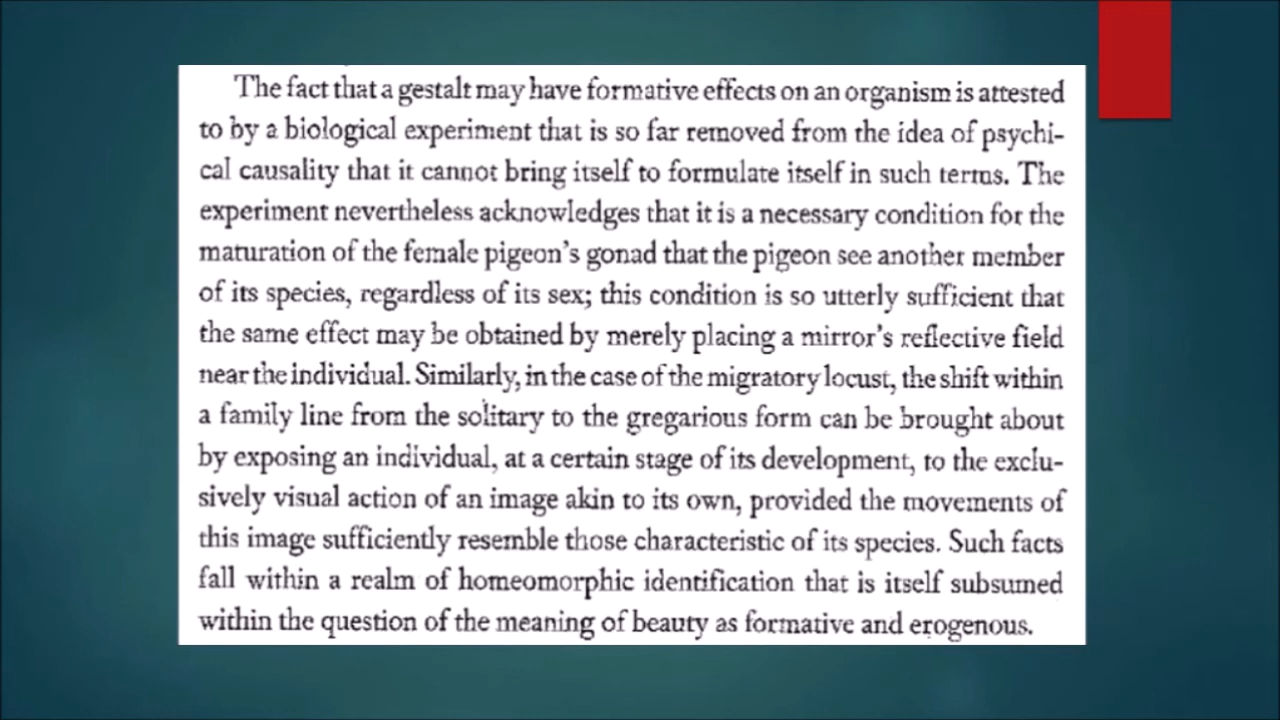 The fact that a gestalt may have formative effects on an organism is attested
to by a biological experiment that is so far removed from the idea of psychi-
cal causality that it cannot bring itself to formulate itself in such terms. The
experiment nevertheless acknowledges that it is a necessary condition for the
maturation of the female pigeon's gonad that the pigeon see another member
of its species, regardless of its sex; this condition is so utterly sufficient that
the same effect may be obtained by merely placing a mirror's reflective field
near the individual. Similarly, in the case of the migratory locust, the shift within
a family line from the solitary to the gregarious form can be brought about
by exposing an individual, at a certain stage of its development, to the exclu-
sively visual action of an image akin to its own, provided the movements of
this image sufficiently resemble those characteristic of its species. Such facts
fall within a realm of homeomorphic identification that is itself subsumed
within the question of the meaning of beauty as formative and erogenous.